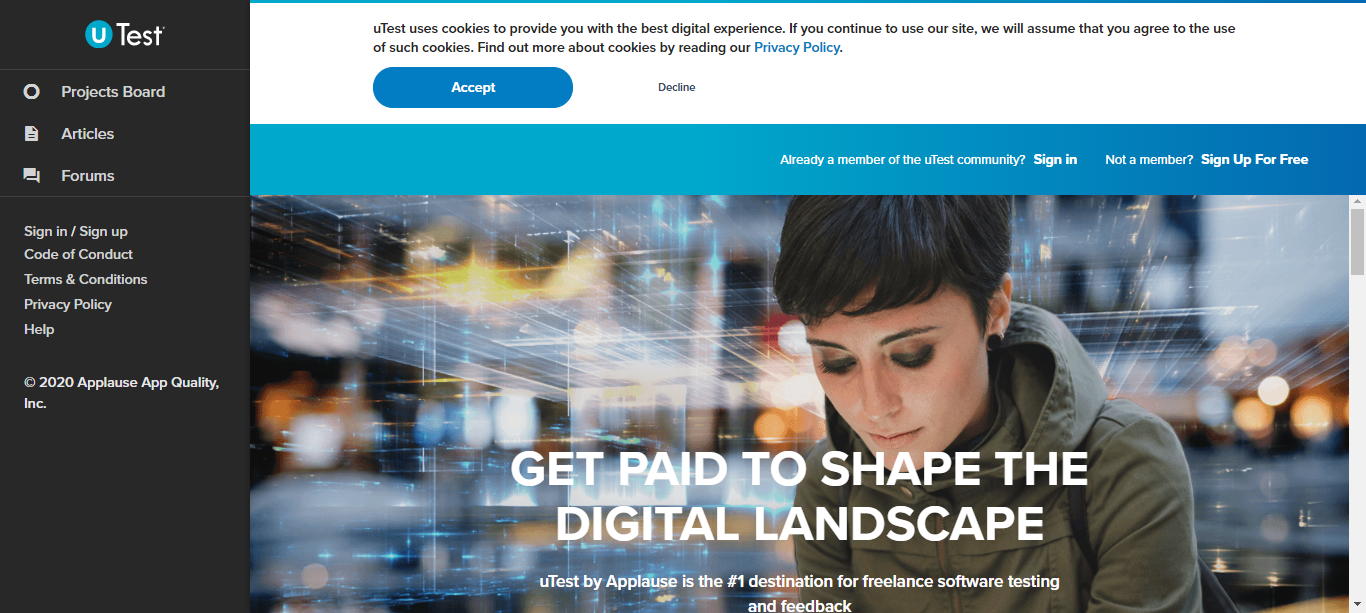 uTest
Projects Board
Articles
Forums
Sign in / Sign up
Code of Conduct
Terms & Conditions
Privacy Policy
Help
© 2020 Applause App Quality,
Inc.
uTest uses cookies to provide you with the best digital experience. If you continue to use our site, we will assume that you agree to the use
of such cookies. Find out more about cookies by reading our Privacy Policy.
Accept Decline
Already a member of the uTest community? Sign in Not a member? Sign Up For Free
GET PAID TO SHAPE THE
DIGITAL LANDSCAPE
uTest by Applause is the #1 destination for freelance software testing
and feedback